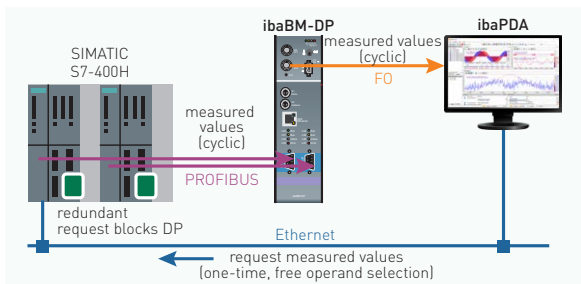 ibaBM-DP
ibaPDA
SIMATIC
S7-400H
measured values
(cyclic)
FO
measured
values
(cyclic)
PROFIBUS
redundant
request blocks DP
Ethernet
request measured values
(one-time, free operand selection)